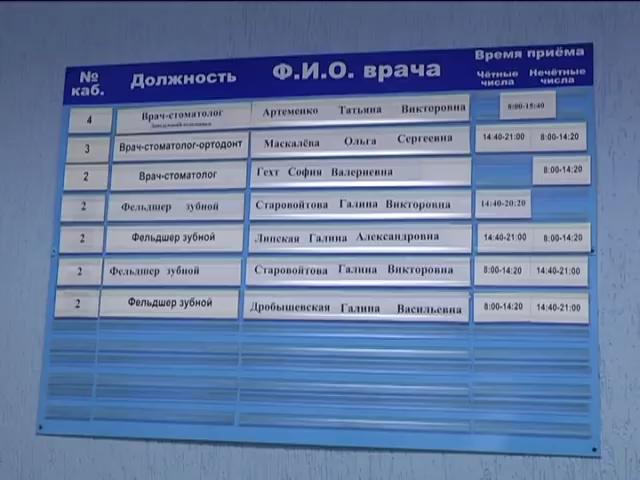 № каб. Должность Ф.И.О. врача Время приёма
Чётные числа Нечётные числа
4 Врач-стоматолог Артеменко Татьяна Викторовна 8:00-15:40
3 Врач-стоматолог-ортодонт Маскалёва Ольга Сергеевна 14:40-21:00 8:00-14:20
2 Врач-стоматолог Гехт София Валериевна 8:00-14:20
2 Фельдшер зубной Старовойтова Галина Викторовна 14:40-20:20
2 Фельдшер зубной Липская Галина Александровна 14:40-21:00 8:00-14:20
2 Фельдшер зубной Старовойтова Галина Викторовна 8:00-14:20 14:40-21:00
2 Фельдшер зубной Дробышевская Галина Васильевна 8:00-14:20 14:40-21:00